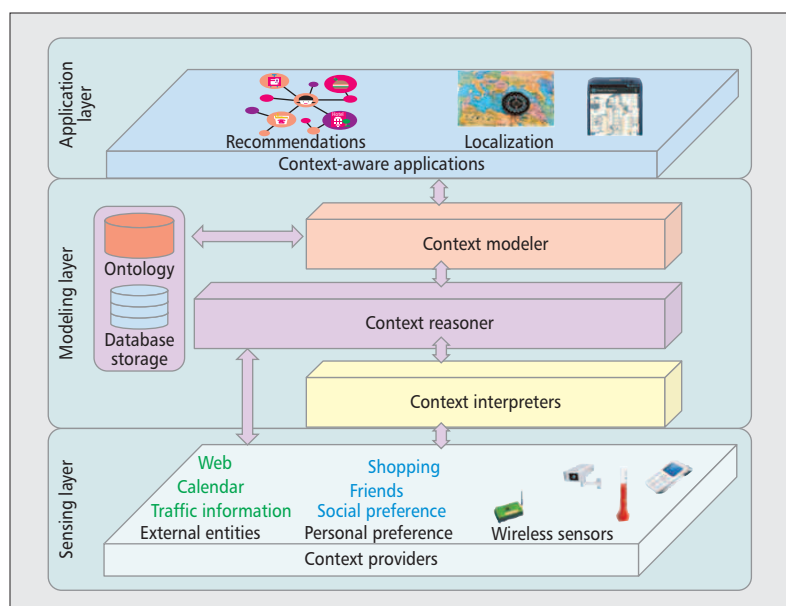 Application
layer
Hotel
Recommendations
Localization
Context-aware applications
Modeling layer
Ontology
Database
storage
Context modeler
Context reasoner
Context interpreters
Sensing layer
Web
Calendar
Traffic information
External entities
Shopping
Friends
Social preference
Personal preference
Wireless sensors
Context providers